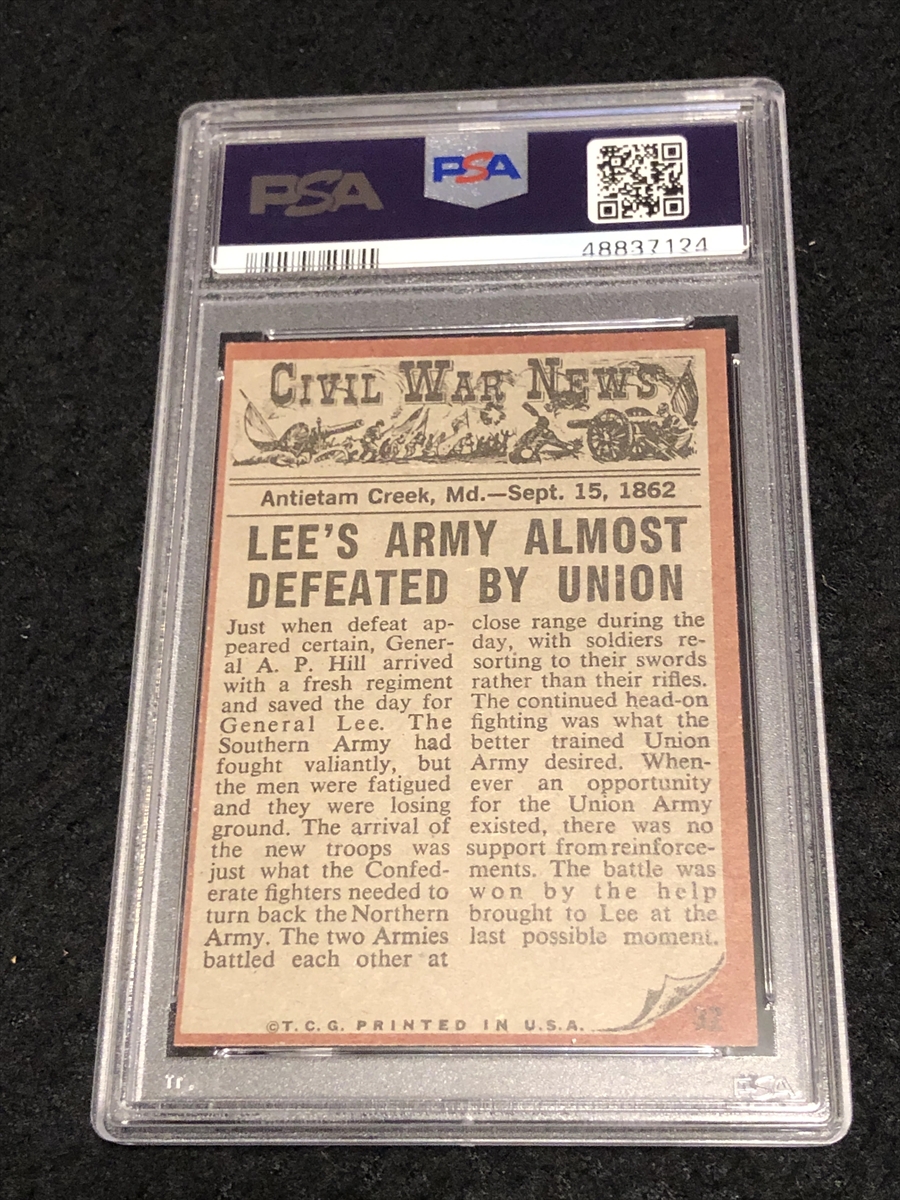 PSA
PSA
48837124
CIVIL WAR NEWS
Antietam Creek, Md.—Sept. 15, 1862
LEE'S ARMY ALMOST
DEFEATED BY UNION
Just when defeat ap-
peared certain, Gener-
al A. P. Hill arrived
with a fresh regiment
and saved the day for
General Lee. The
Southern Army had
fought valiantly, but
the men were fatigued
and they were losing
ground. The arrival of
the new troops was
just what the Confed-
erate fighters needed to
turn back the Northern
Army. The two Armies
battled each other at
close range during the
day, with soldiers re-
sorting to their swords
rather than their rifles.
The continued head-on
fighting was what the
better trained Union
Army desired. When-
ever an opportunity
for the Union Army
existed, there was no
support from reinforce-
ments. The battle was
won by the help
brought to Lee at the
last possible moment.
©T.C.G. PRINTED IN U.S.A.
PSA